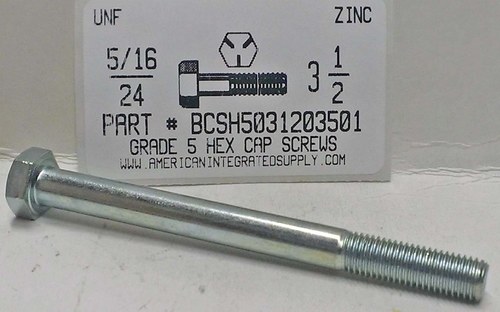 UNF ZINC
5/16
24
3 1/2
PART # BCSH5031203501
GRADE 5 HEX CAP SCREWS
WWW.AMERICANINTEGRATEDSUPPLY.COM